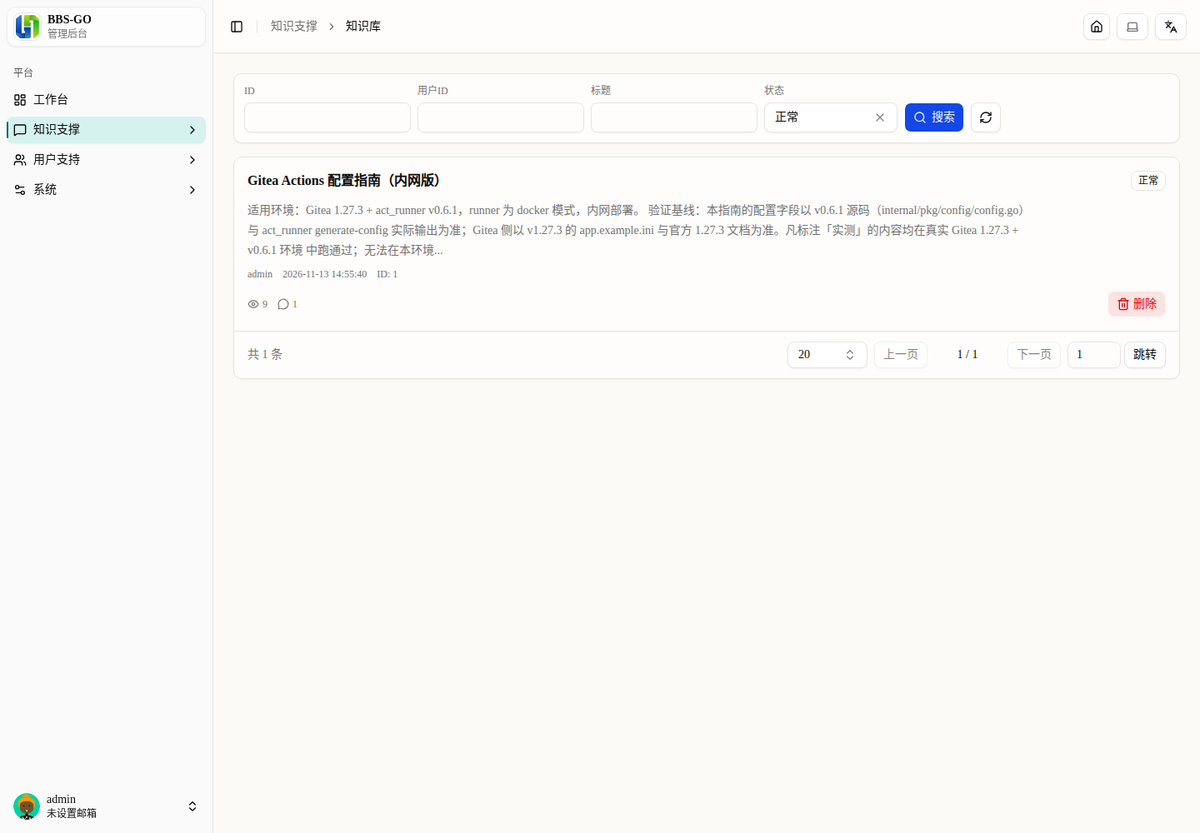 BBS-GO
管理后台
平台
工作台
知识支撑
用户支持
系统
admin
未设置邮箱
知识支撑 知识库
ID 用户ID 标题 状态
正常 搜索
Gitea Actions 配置指南（内网版） 正常
适用环境：Gitea 1.27.3 + act_runner v0.6.1，runner 为 docker 模式，内网部署。 验证基线：本指南的配置字段以 v0.6.1 源码（internal/pkg/config/config.go）
与 act_runner generate-config 实际输出为准；Gitea 侧以 v1.27.3 的 app.example.ini 与官方 1.27.3 文档为准。凡标注「实测」的内容均在真实 Gitea 1.27.3 +
v0.6.1 环境 中跑通过；无法在本环境...
admin 2026-11-13 14:55:40 ID: 1
9 1 删除
共 1 条 20 上一页 1 / 1 下一页 1 跳转